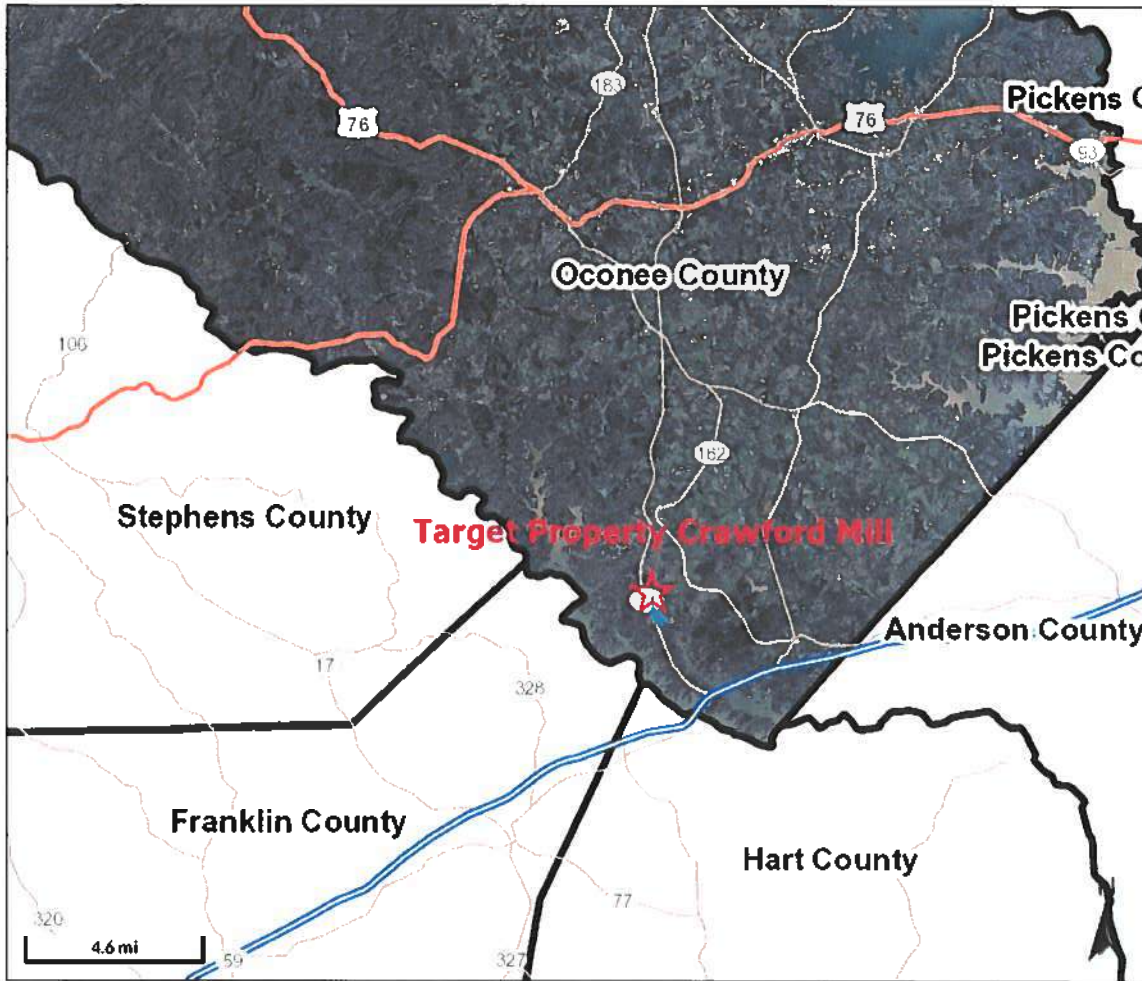 183
76
76
Pickens C
93
Oconee County
106
Pickens C
Pickens Co
162
Stephens County
Target Property Crawford Mill
Anderson County
17
328
Franklin County
Hart County
77
320
4.6 mi
59
327